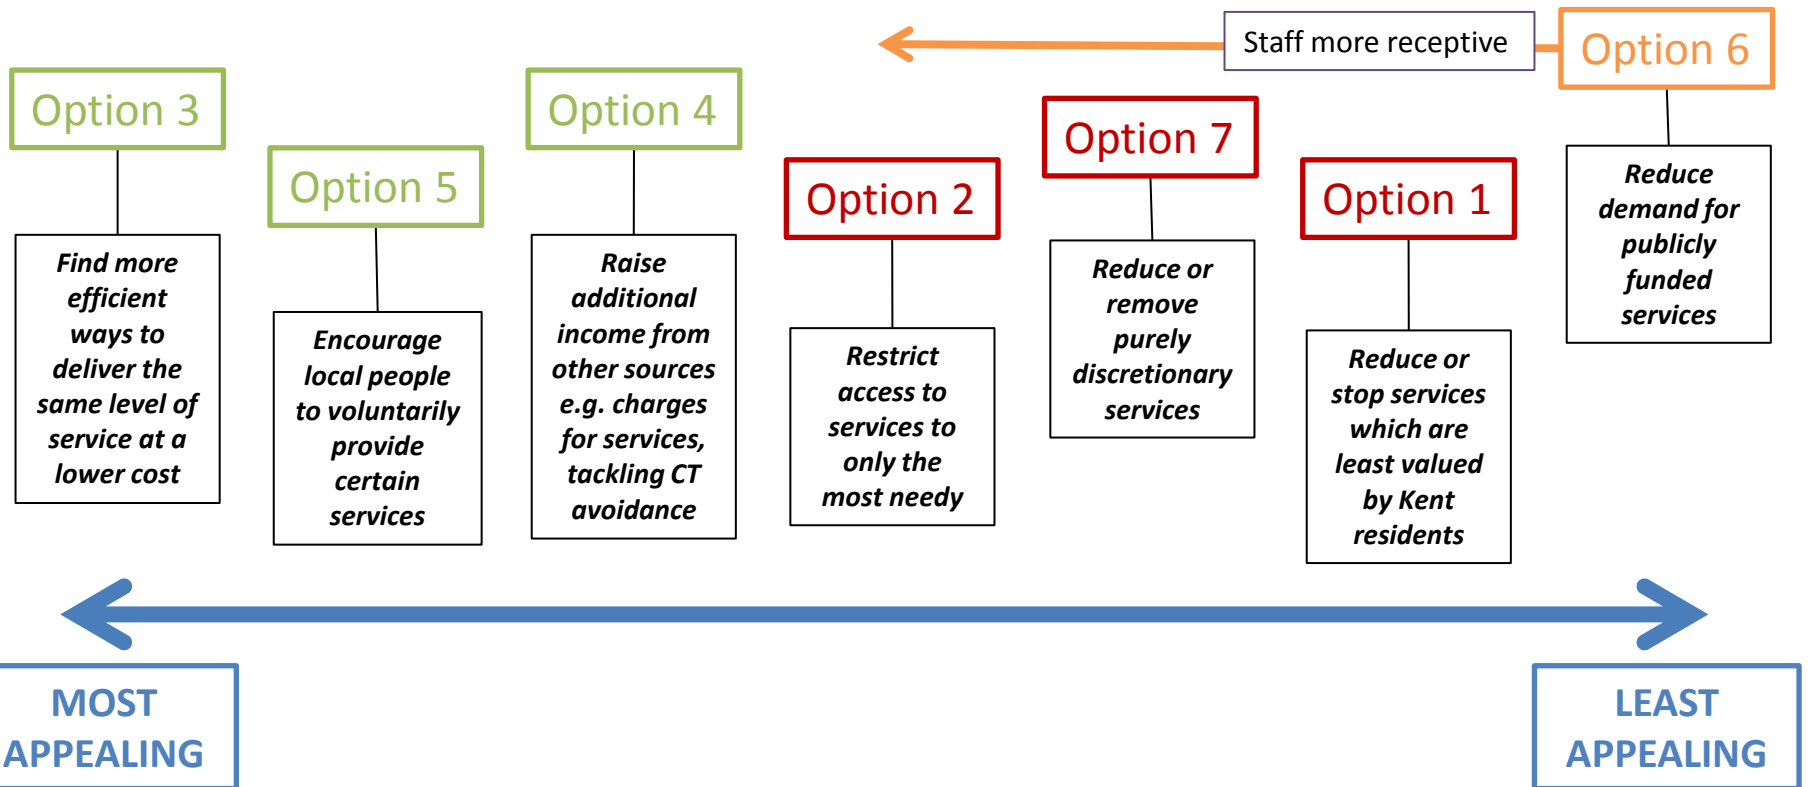 Staff more receptive
Option 6
Option 3
Option 4
Option 7
Option 5
Option 2
Option 1
Find more
efficient
ways to
deliver the
same level of
service at a
lower cost
Encourage
local people
to voluntarily
provide
certain
services
Raise
additional
income from
other sources
e.g. charges
for services,
tackling CT
avoidance
Restrict
access to
services to
only the
most needy
Reduce or
remove
purely
discretionary
services
Reduce or
stop services
which are
least valued
by Kent
residents
Reduce
demand for
publicly
funded
services
MOST
APPEALING
LEAST
APPEALING